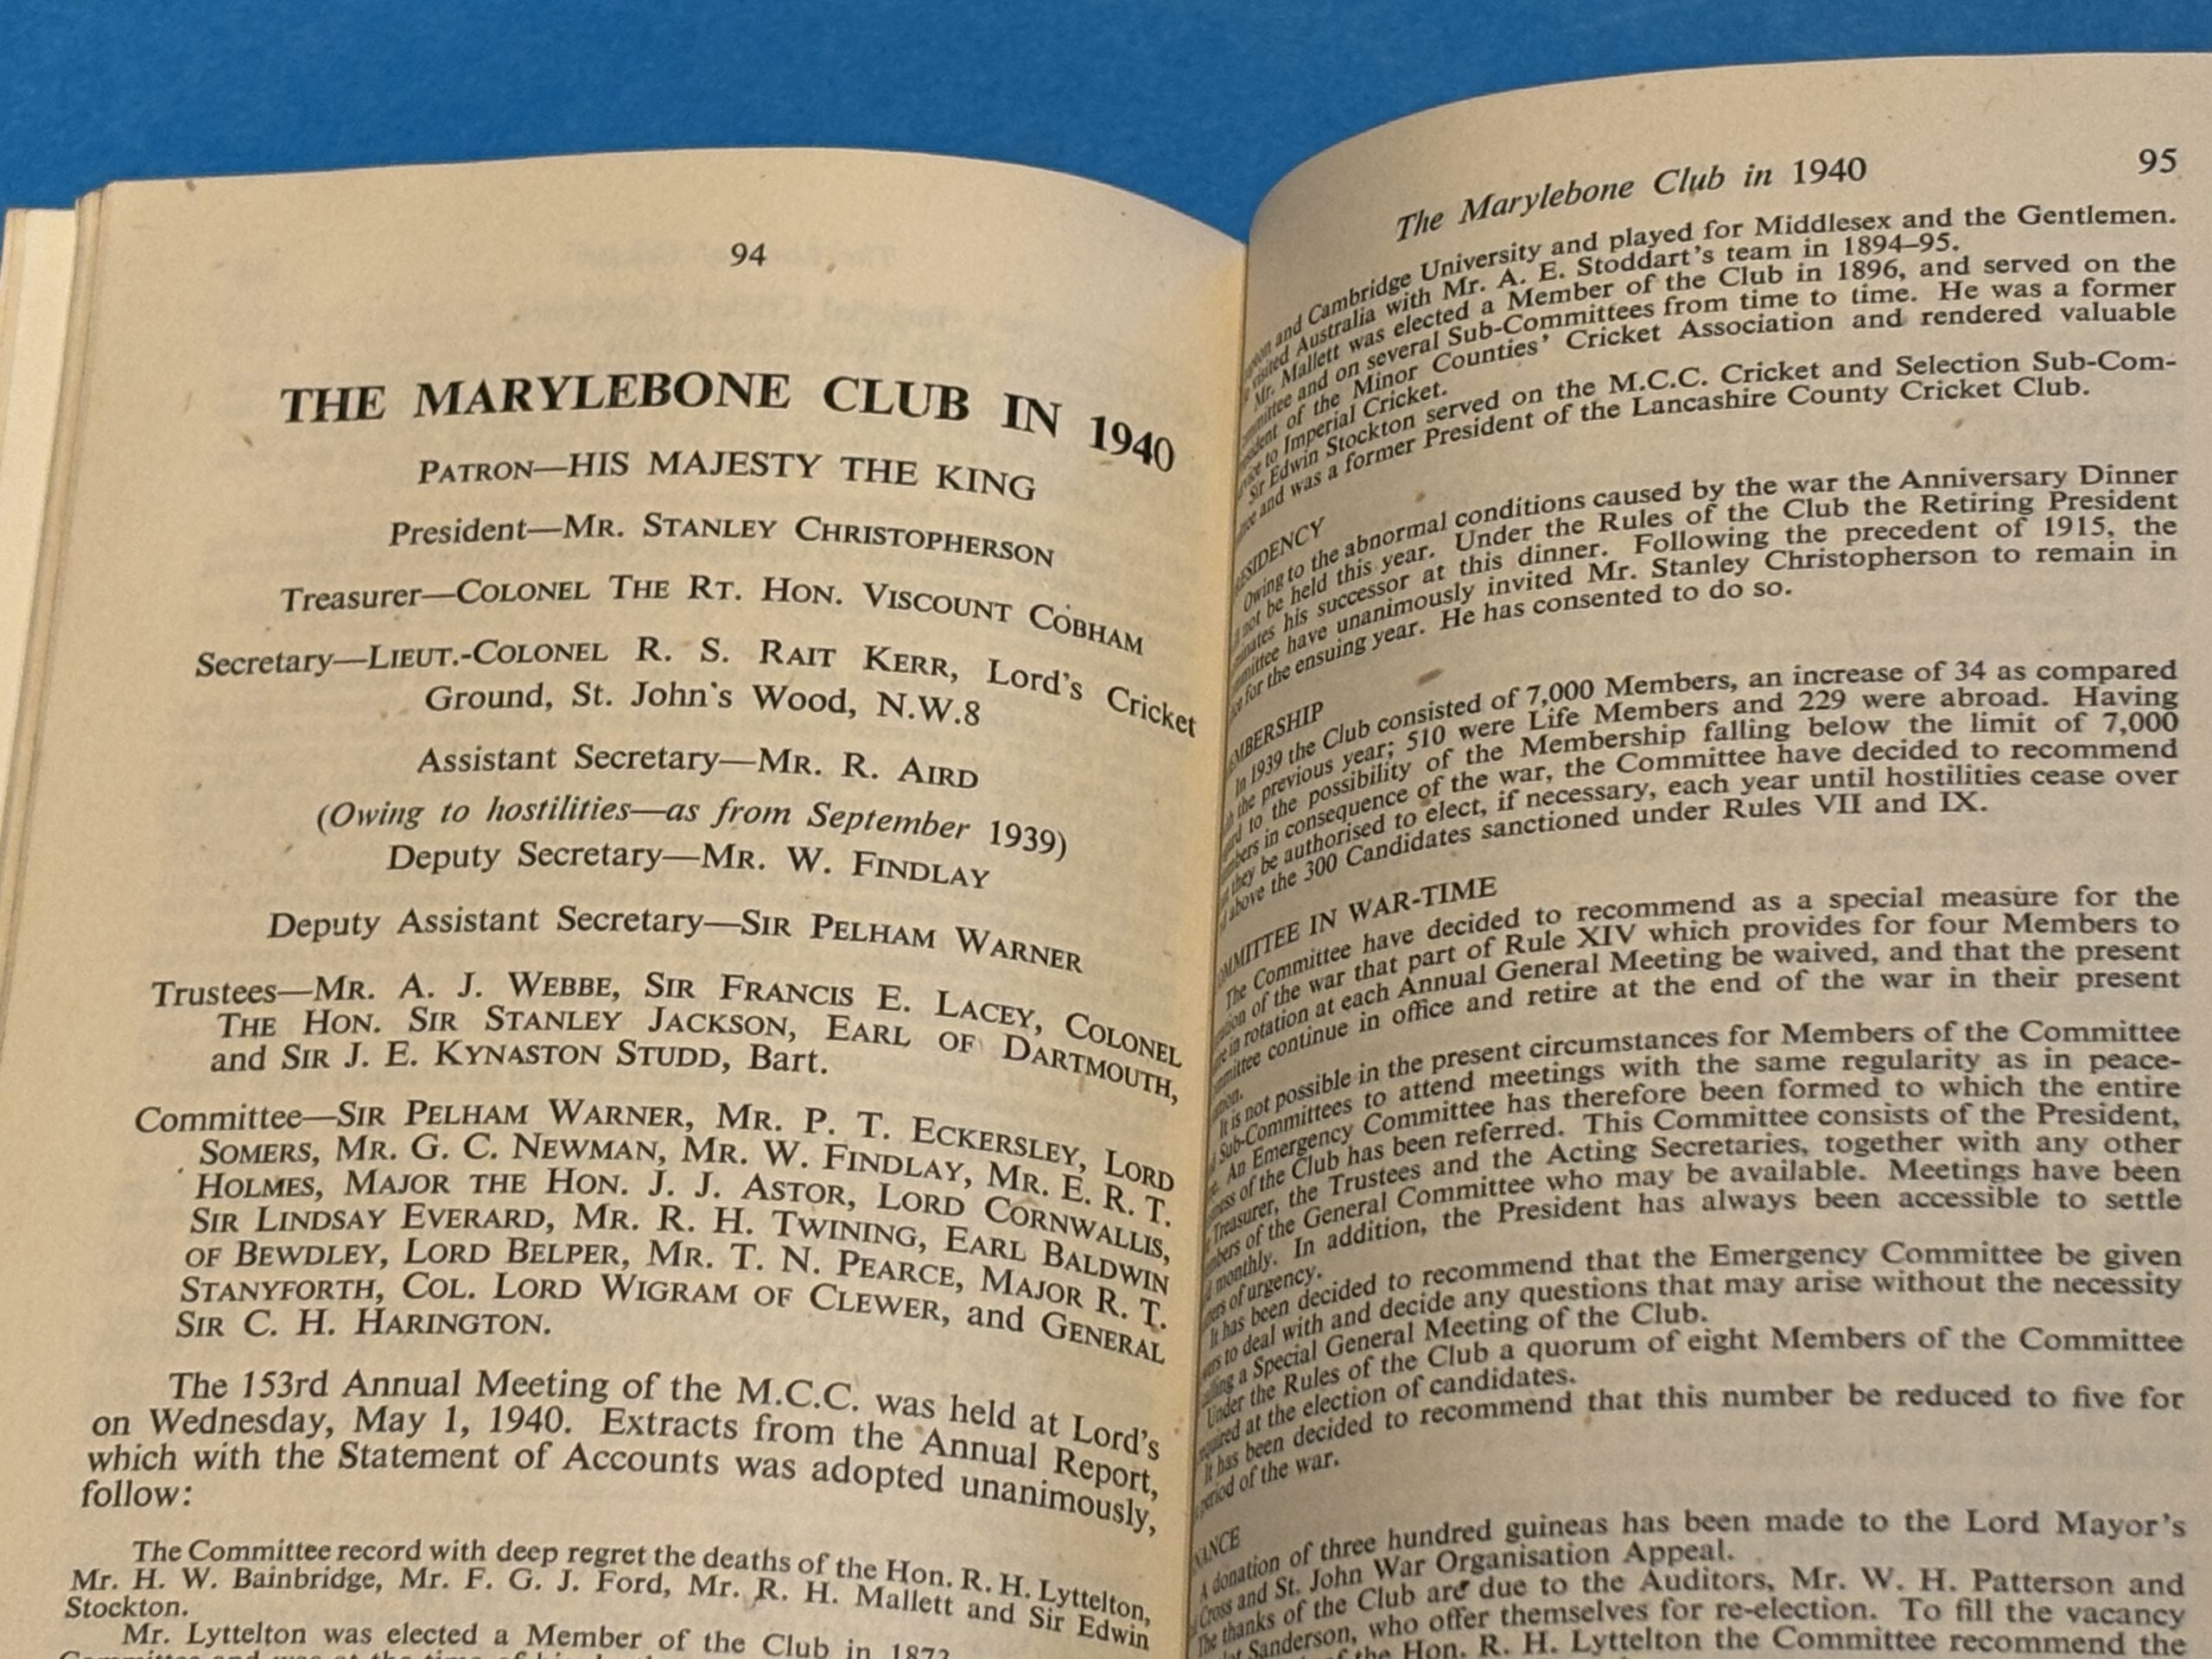 94
THE MARYLEBONE CLUB IN 1940
PATRON—HIS MAJESTY THE KING
President—MR. STANLEY CHRISTOPHERSON
Treasurer—COLONEL THE RT. HON. VISCOUNT COBHAM
Secretary—LIEUT.-COLONEL R. S. RAIT KERR, Lord's Cricket
Ground, St. John's Wood, N.W.8
Assistant Secretary—MR. R. AIRD
(Owing to hostilities—as from September 1939)
Deputy Secretary—MR. W. FINDLAY
Deputy Assistant Secretary—SIR PELHAM WARNER
Trustees—MR. A. J. WEBBE, SIR FRANCIS E. LACEY, COLONEL
THE HON. SIR STANLEY JACKSON, EARL OF DARTMOUTH,
and SIR J. E. KYNASTON STUDD, Bart.
Committee—SIR PELHAM WARNER, MR. P. T. ECKERSLEY, LORD
SOMERS, MR. G. C. NEWMAN, MR. W. FINDLAY, MR. E. R. T.
HOLMES, MAJOR THE HON. J. J. ASTOR, LORD CORNWALLIS,
SIR LINDSAY EVERARD, MR. R. H. TWINING, EARL BALDWIN
OF BEWDLEY, LORD BELPER, MR. T. N. PEARCE, MAJOR R. T.
STANYFORTH, COL. LORD WIGRAM OF CLEWER, and GENERAL
SIR C. H. HARINGTON.
The 153rd Annual Meeting of the M.C.C. was held at Lord's
on Wednesday, May 1, 1940. Extracts from the Annual Report,
which with the Statement of Accounts was adopted unanimously,
follow:
The Committee record with deep regret the deaths of the Hon. R. H. Lyttelton,
Mr. H. W. Bainbridge, Mr. F. G. J. Ford, Mr. R. H. Mallett and Sir Edwin
Stockton.
Mr. Lyttelton was elected a Member of the Club in 1872
The Marylebone Club in 1940 95
and Cambridge University and played for Middlesex and the Gentlemen.
visited Australia with Mr. A. E. Stoddart's team in 1894–95.
Mr. Mallett was elected a Member of the Club in 1896, and served on the
and on several Sub-Committees from time to time. He was a former
of the Minor Counties' Cricket Association and rendered valuable
to Imperial Cricket.
Sir Edwin Stockton served on the M.C.C. Cricket and Selection Sub-Com-
and was a former President of the Lancashire County Cricket Club.
RESIDENCY
Owing to the abnormal conditions caused by the war the Anniversary Dinner
not be held this year. Under the Rules of the Club the Retiring President
his successor at this dinner. Following the precedent of 1915, the
have unanimously invited Mr. Stanley Christopherson to remain in
for the ensuing year. He has consented to do so.
EMBERSHIP
In 1939 the Club consisted of 7,000 Members, an increase of 34 as compared
the previous year; 510 were Life Members and 229 were abroad. Having
to the possibility of the Membership falling below the limit of 7,000
in consequence of the war, the Committee have decided to recommend
they be authorised to elect, if necessary, each year until hostilities cease over
above the 300 Candidates sanctioned under Rules VII and IX.
OMMITTEE IN WAR-TIME
The Committee have decided to recommend as a special measure for the
of the war that part of Rule XIV which provides for four Members to
in rotation at each Annual General Meeting be waived, and that the present
continue in office and retire at the end of the war in their present
It is not possible in the present circumstances for Members of the Committee
Sub-Committees to attend meetings with the same regularity as in peace-
An Emergency Committee has therefore been formed to which the entire
of the Club has been referred. This Committee consists of the President,
Treasurer, the Trustees and the Acting Secretaries, together with any other
of the General Committee who may be available. Meetings have been
monthly. In addition, the President has always been accessible to settle
of urgency.
It has been decided to recommend that the Emergency Committee be given
to deal with and decide any questions that may arise without the necessity
a Special General Meeting of the Club.
Under the Rules of the Club a quorum of eight Members of the Committee
at the election of candidates.
It has been decided to recommend that this number be reduced to five for
period of the war.
A donation of three hundred guineas has been made to the Lord Mayor's
Cross and St. John War Organisation Appeal.
The thanks of the Club are due to the Auditors, Mr. W. H. Patterson and
Sanderson, who offer themselves for re-election. To fill the vacancy
the Hon. R. H. Lyttelton the Committee recommend the